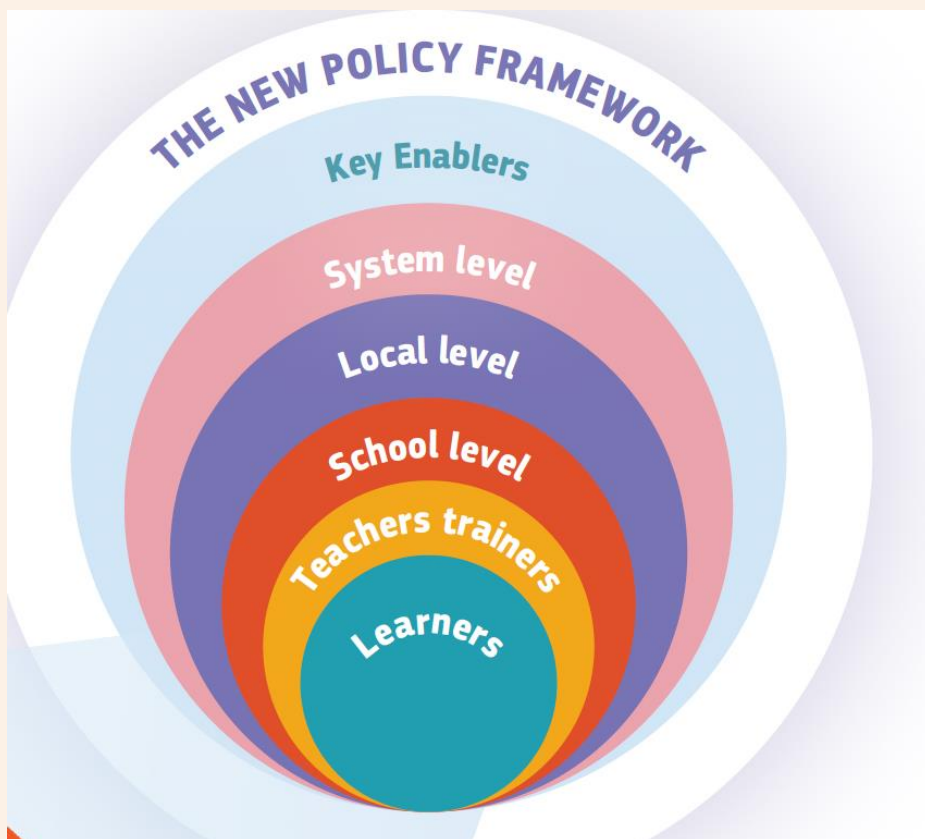 THE NEW POLICY FRAMEWORK
Key Enablers
System level
Local level
School level
Teachers trainers
Learners